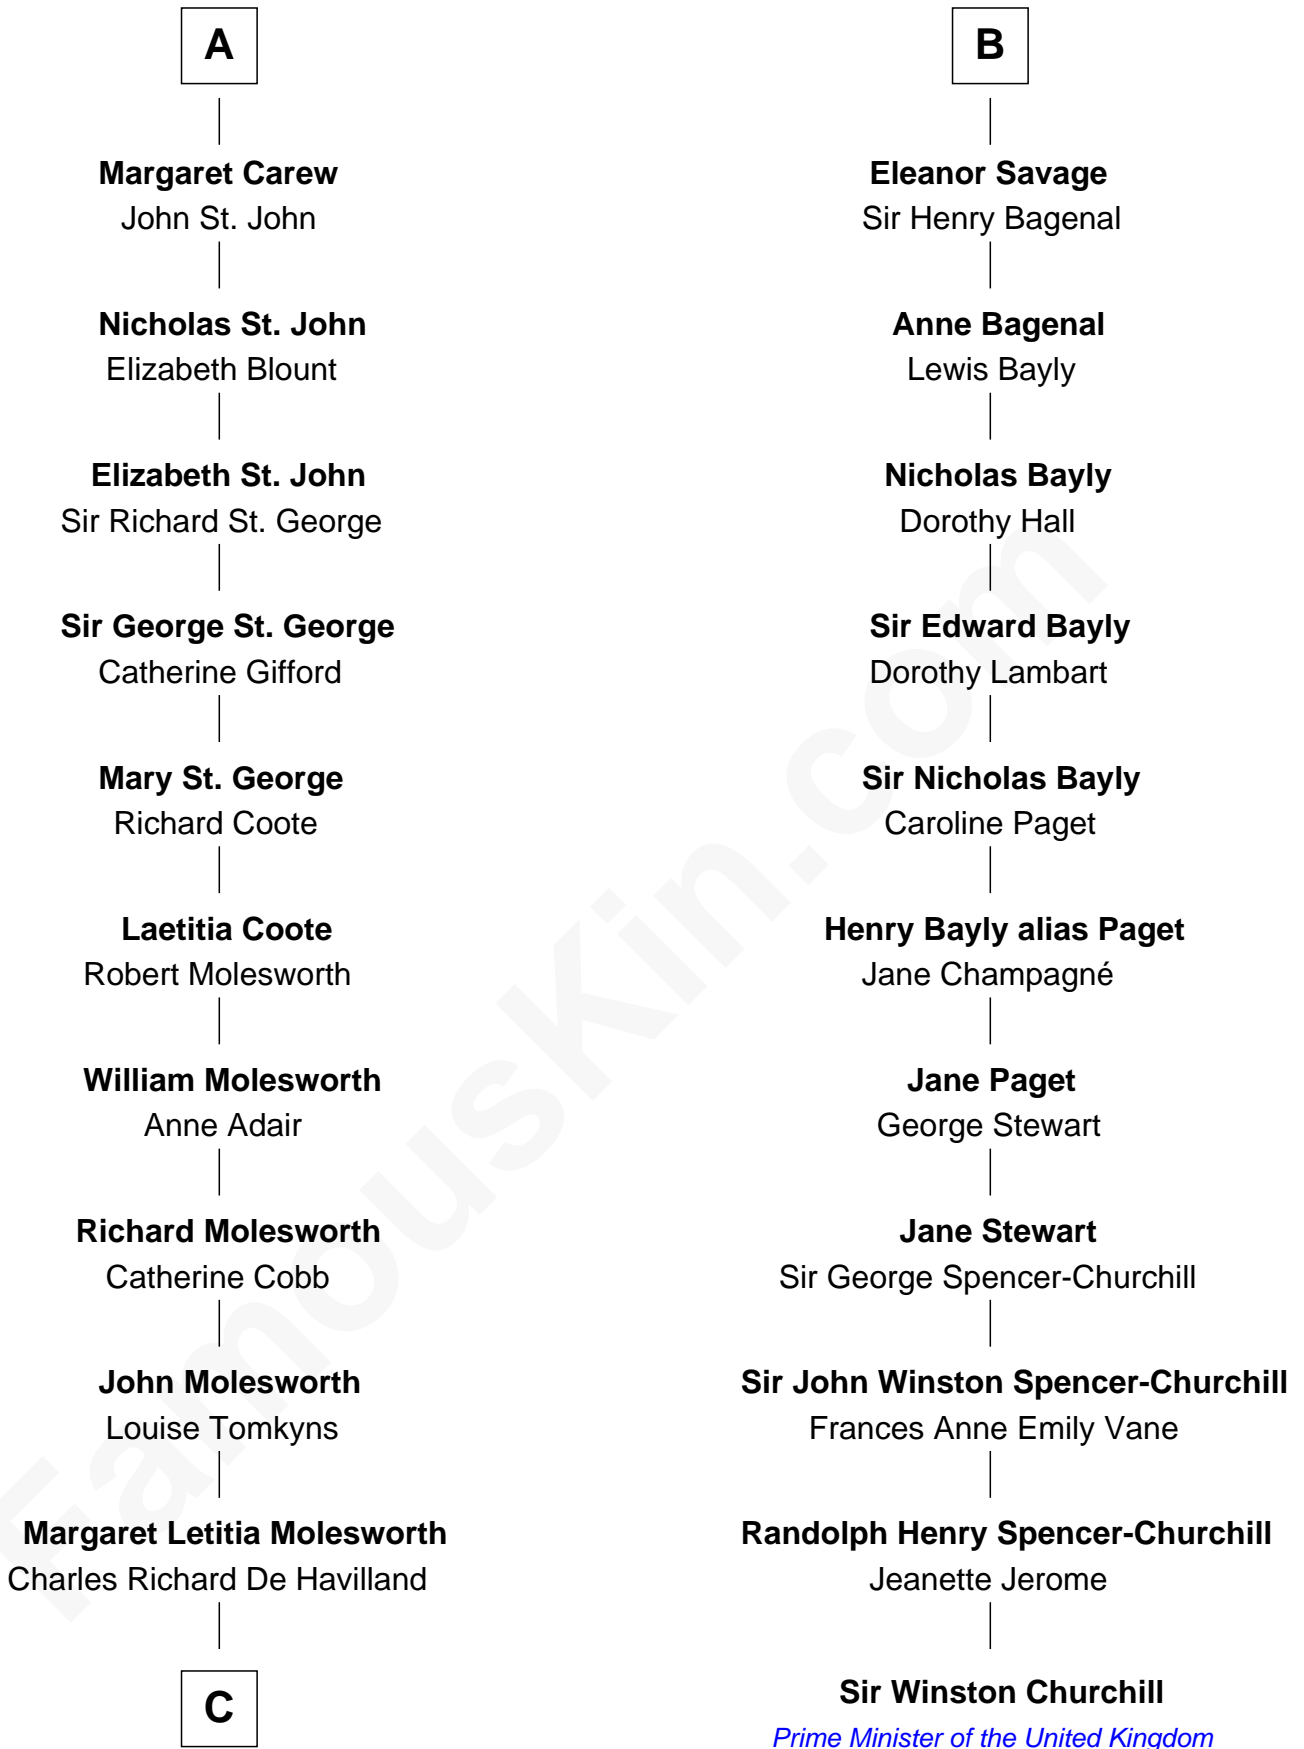 A
Margaret Carew
John St. John
Nicholas St. John
Elizabeth Blount
Elizabeth St. John
Sir Richard St. George
Sir George St. George
Catherine Gifford
Mary St. George
Richard Coote
Laetitia Coote
Robert Molesworth
William Molesworth
Anne Adair
Richard Molesworth
Catherine Cobb
John Molesworth
Louise Tomkyns
Margaret Letitia Molesworth
Charles Richard De Havilland
C
B
Eleanor Savage
Sir Henry Bagenal
Anne Bagenal
Lewis Bayly
Nicholas Bayly
Dorothy Hall
Sir Edward Bayly
Dorothy Lambart
Sir Nicholas Bayly
Caroline Paget
Henry Bayly alias Paget
Jane Champagné
Jane Paget
George Stewart
Jane Stewart
Sir George Spencer-Churchill
Sir John Winston Spencer-Churchill
Frances Anne Emily Vane
Randolph Henry Spencer-Churchill
Jeanette Jerome
Sir Winston Churchill
Prime Minister of the United Kingdom
FamousKin.com